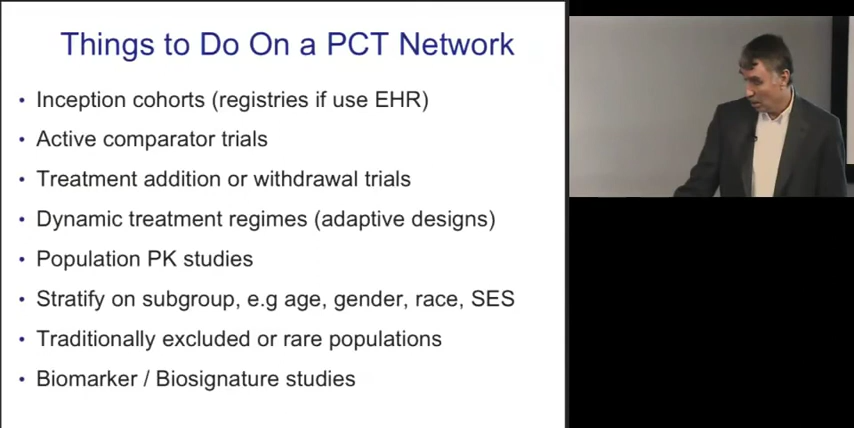 Things to Do On a PCT Network
• Inception cohorts (registries if use EHR)
• Active comparator trials
• Treatment addition or withdrawal trials
• Dynamic treatment regimes (adaptive designs)
• Population PK studies
• Stratify on subgroup, e.g age, gender, race, SES
• Traditionally excluded or rare populations
• Biomarker / Biosignature studies